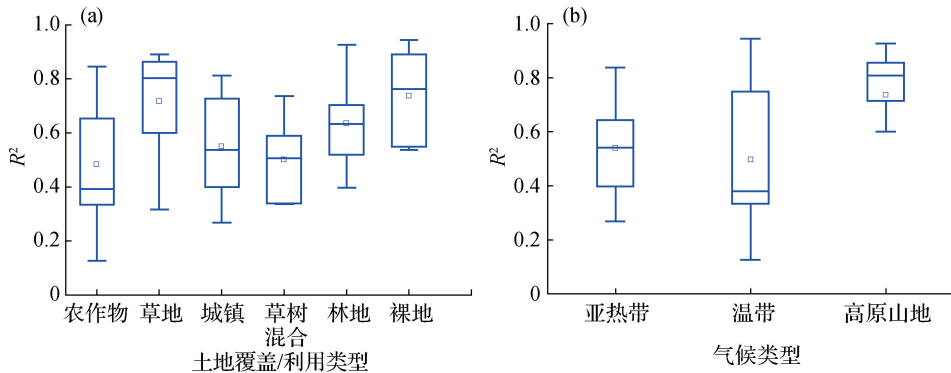 (a)
1.0
0.8
0.6
0.4
0.2
0
R²
农作物 草地 城镇 草树 林地 裸地
混合
土地覆盖/利用类型
(b)
1.0
0.8
0.6
0.4
0.2
0
R²
亚热带 温带 高原山地
气候类型